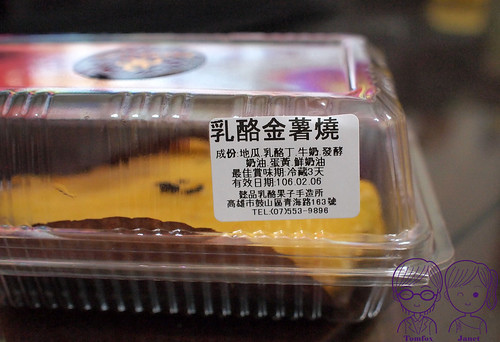 乳酪金薯燒
成份:地瓜.乳酪丁.牛奶.發酵
奶油.蛋黃.鮮奶油
最佳賞味期:冷藏3天
有效日期:106.02.06
品乳酪果子手造所
高雄市鼓山區青海路163號
TEL:(07)553-9896
Tomfox Janet